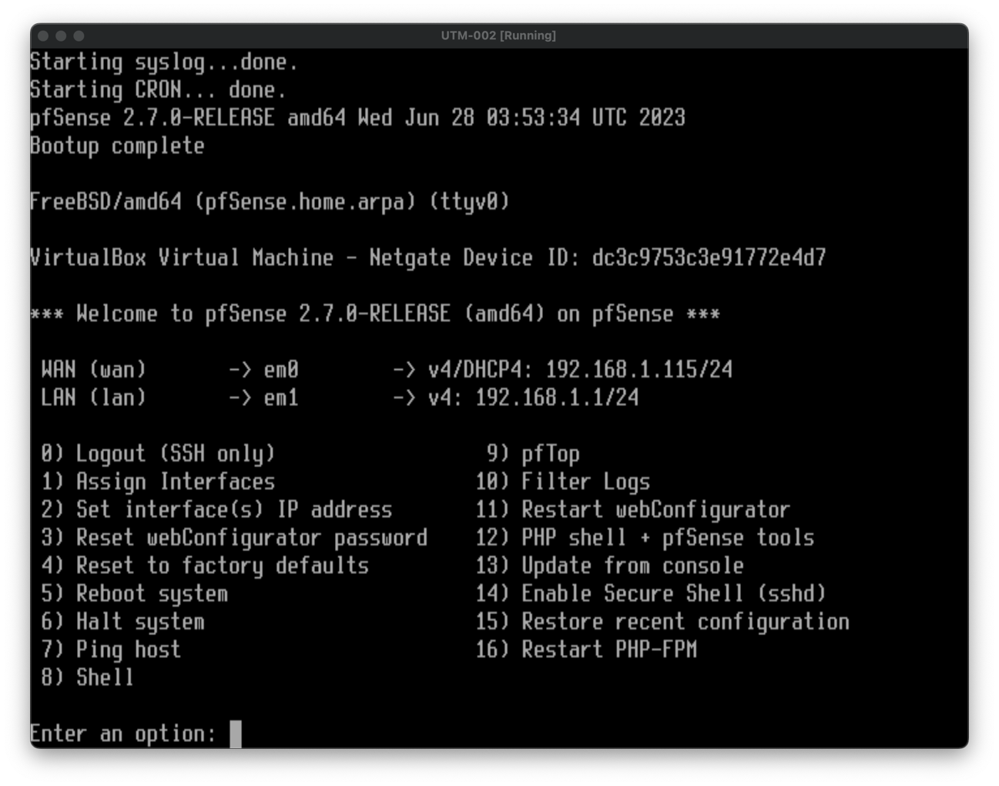 UTM-002 [Running]
Starting syslog...done.
Starting CRON... done.
pfSense 2.7.0-RELEASE amd64 Wed Jun 28 03:53:34 UTC 2023
Bootup complete
FreeBSD/amd64 (pfSense.home.arpa) (ttyv0)
VirtualBox Virtual Machine - Netgate Device ID: dc3c9753c3e91772e4d7
*** Welcome to pfSense 2.7.0-RELEASE (amd64) on pfSense ***
WAN (wan)       -> em0        -> v4/DHCP4: 192.168.1.115/24
LAN (lan)       -> em1        -> v4: 192.168.1.1/24
0) Logout (SSH only)                  9) pfTop
1) Assign Interfaces                 10) Filter Logs
2) Set interface(s) IP address       11) Restart webConfigurator
3) Reset webConfigurator password    12) PHP shell + pfSense tools
4) Reset to factory defaults         13) Update from console
5) Reboot system                     14) Enable Secure Shell (sshd)
6) Halt system                       15) Restore recent configuration
7) Ping host                         16) Restart PHP-FPM
8) Shell
Enter an option: